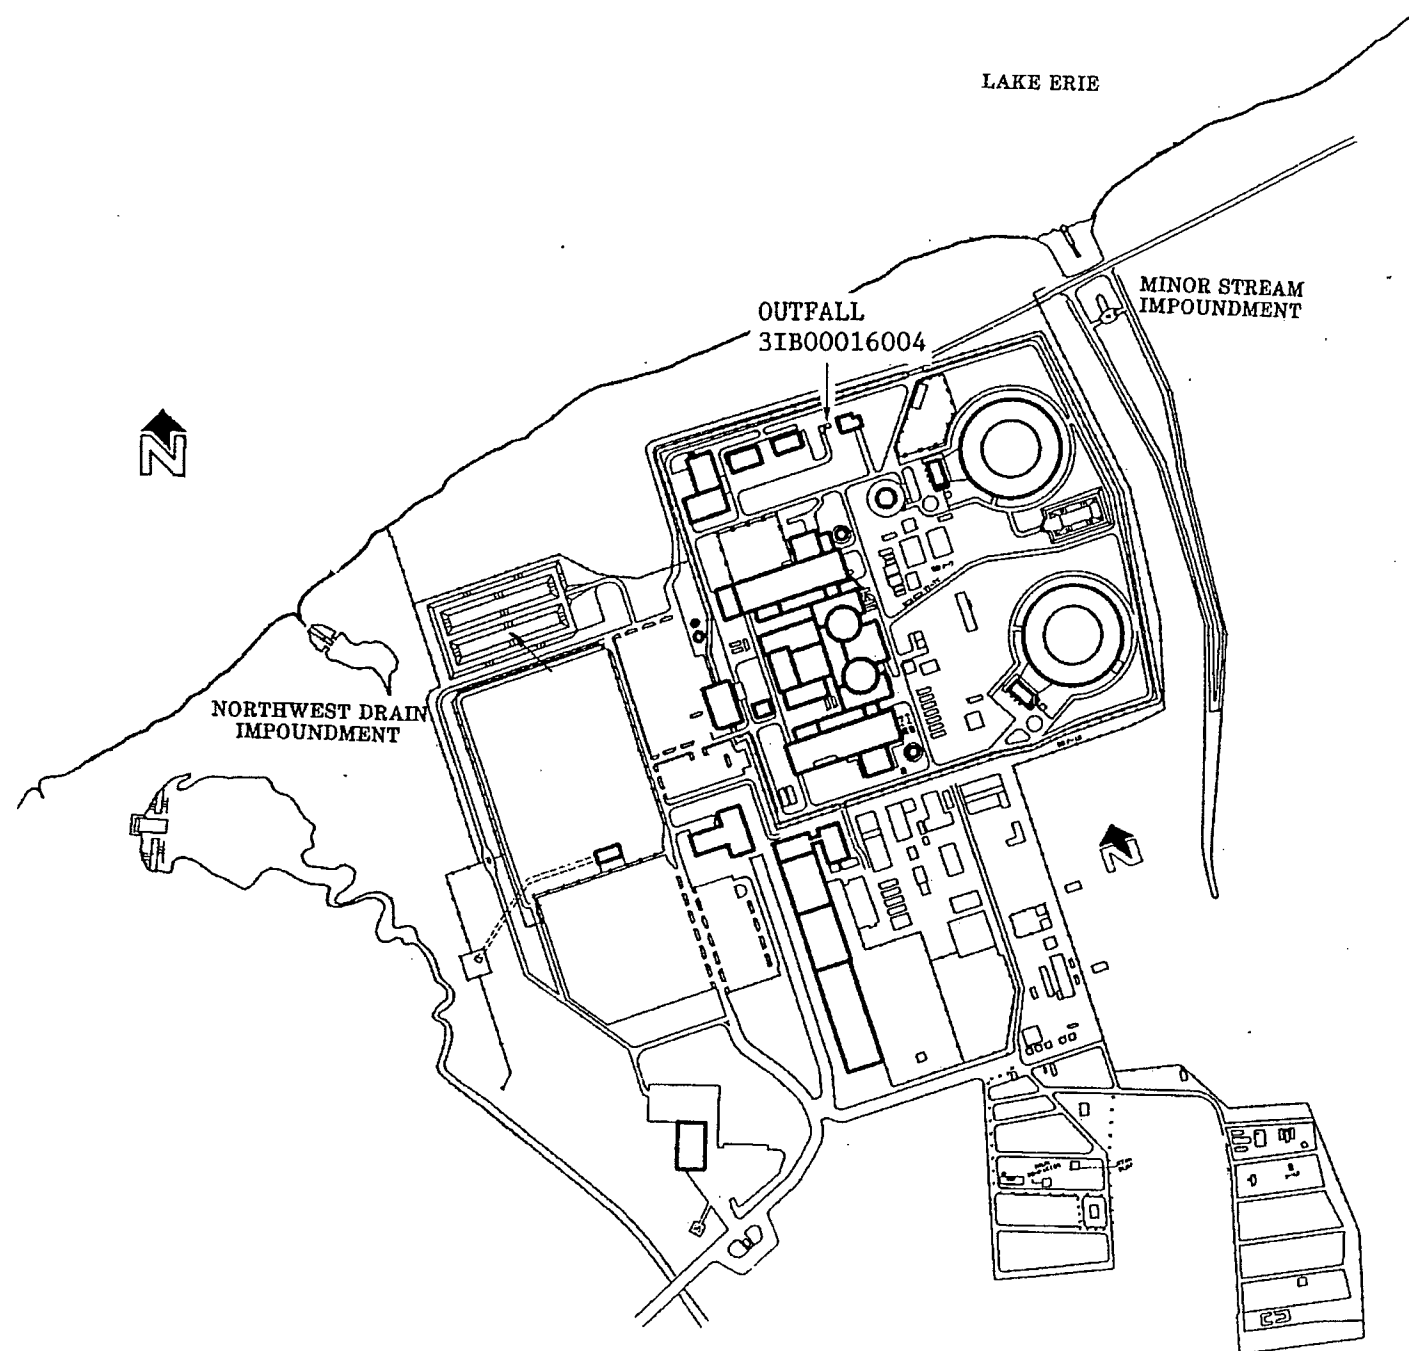 LAKE ERIE
MINOR STREAM
IMPOUNDMENT
OUTFALL
3IB00016004
N
NORTHWEST DRAIN
IMPOUNDMENT
N